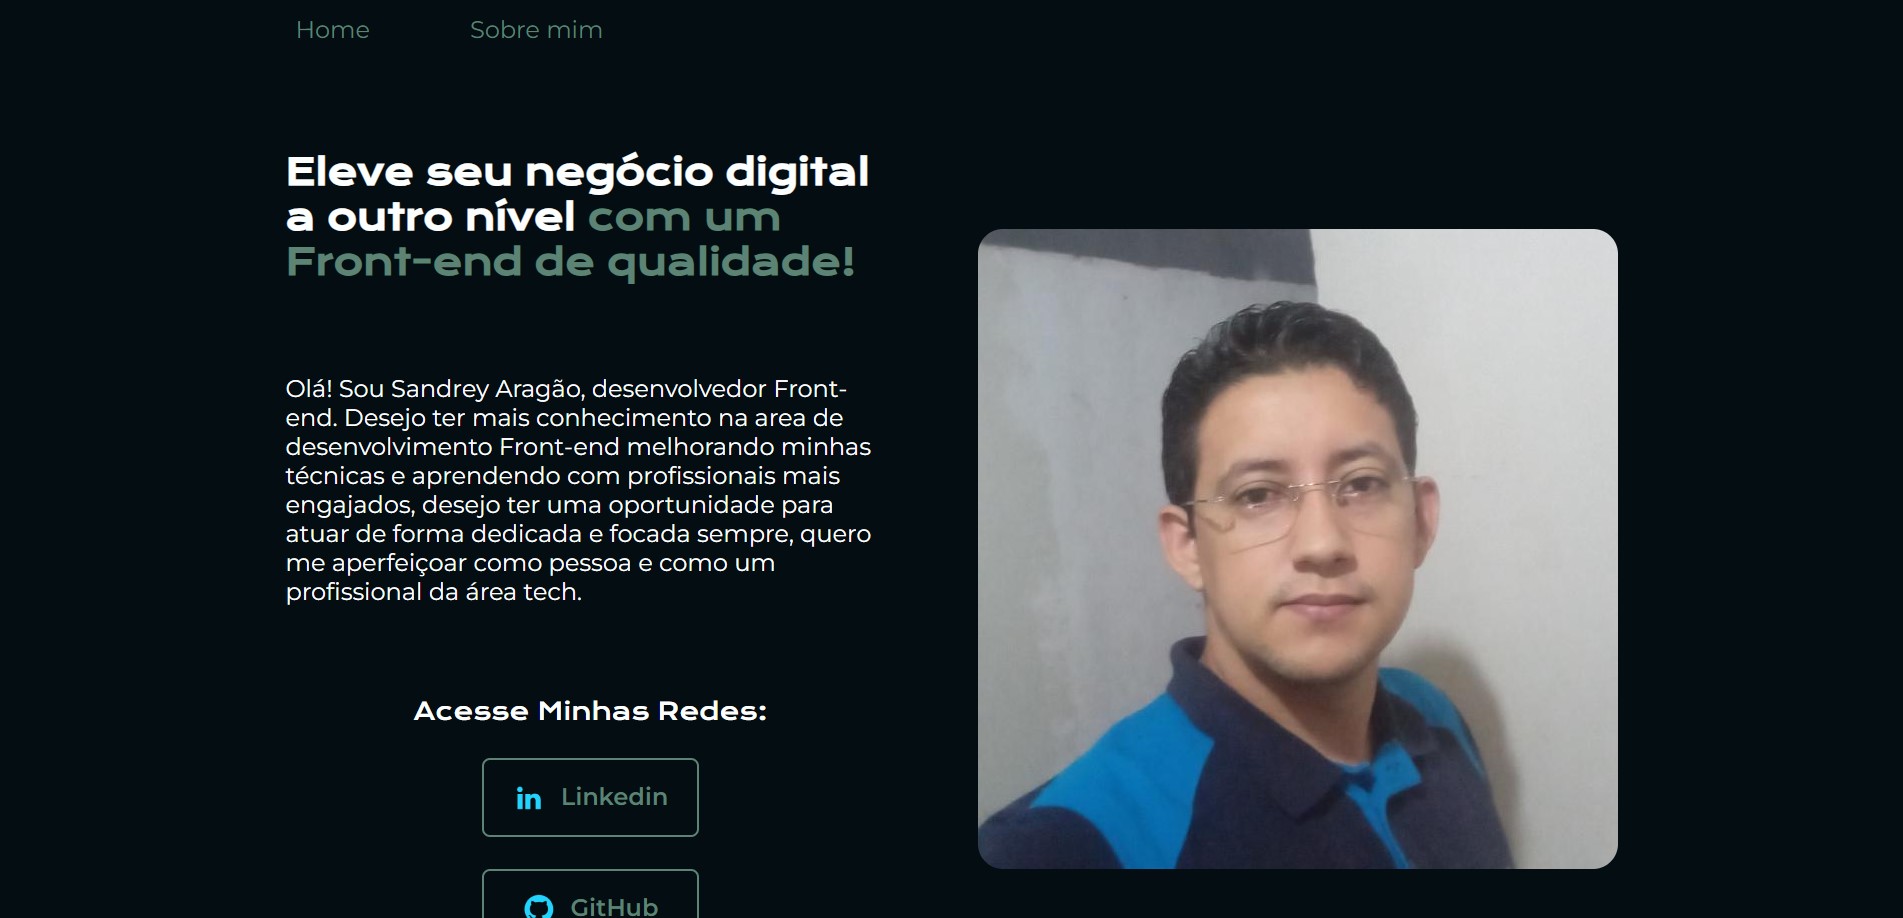 Home
Sobre mim
Eleve seu negócio digital
a outro nível com um
Front-end de qualidade!
Olá! Sou Sandrey Aragão, desenvolvedor Front-
end. Desejo ter mais conhecimento na area de
desenvolvimento Front-end melhorando minhas
técnicas e aprendendo com profissionais mais
engajados, desejo ter uma oportunidade para
atuar de forma dedicada e focada sempre, quero
me aperfeiçoar como pessoa e como um
profissional da área tech.
Acesse Minhas Redes:
in Linkedin
GitHub